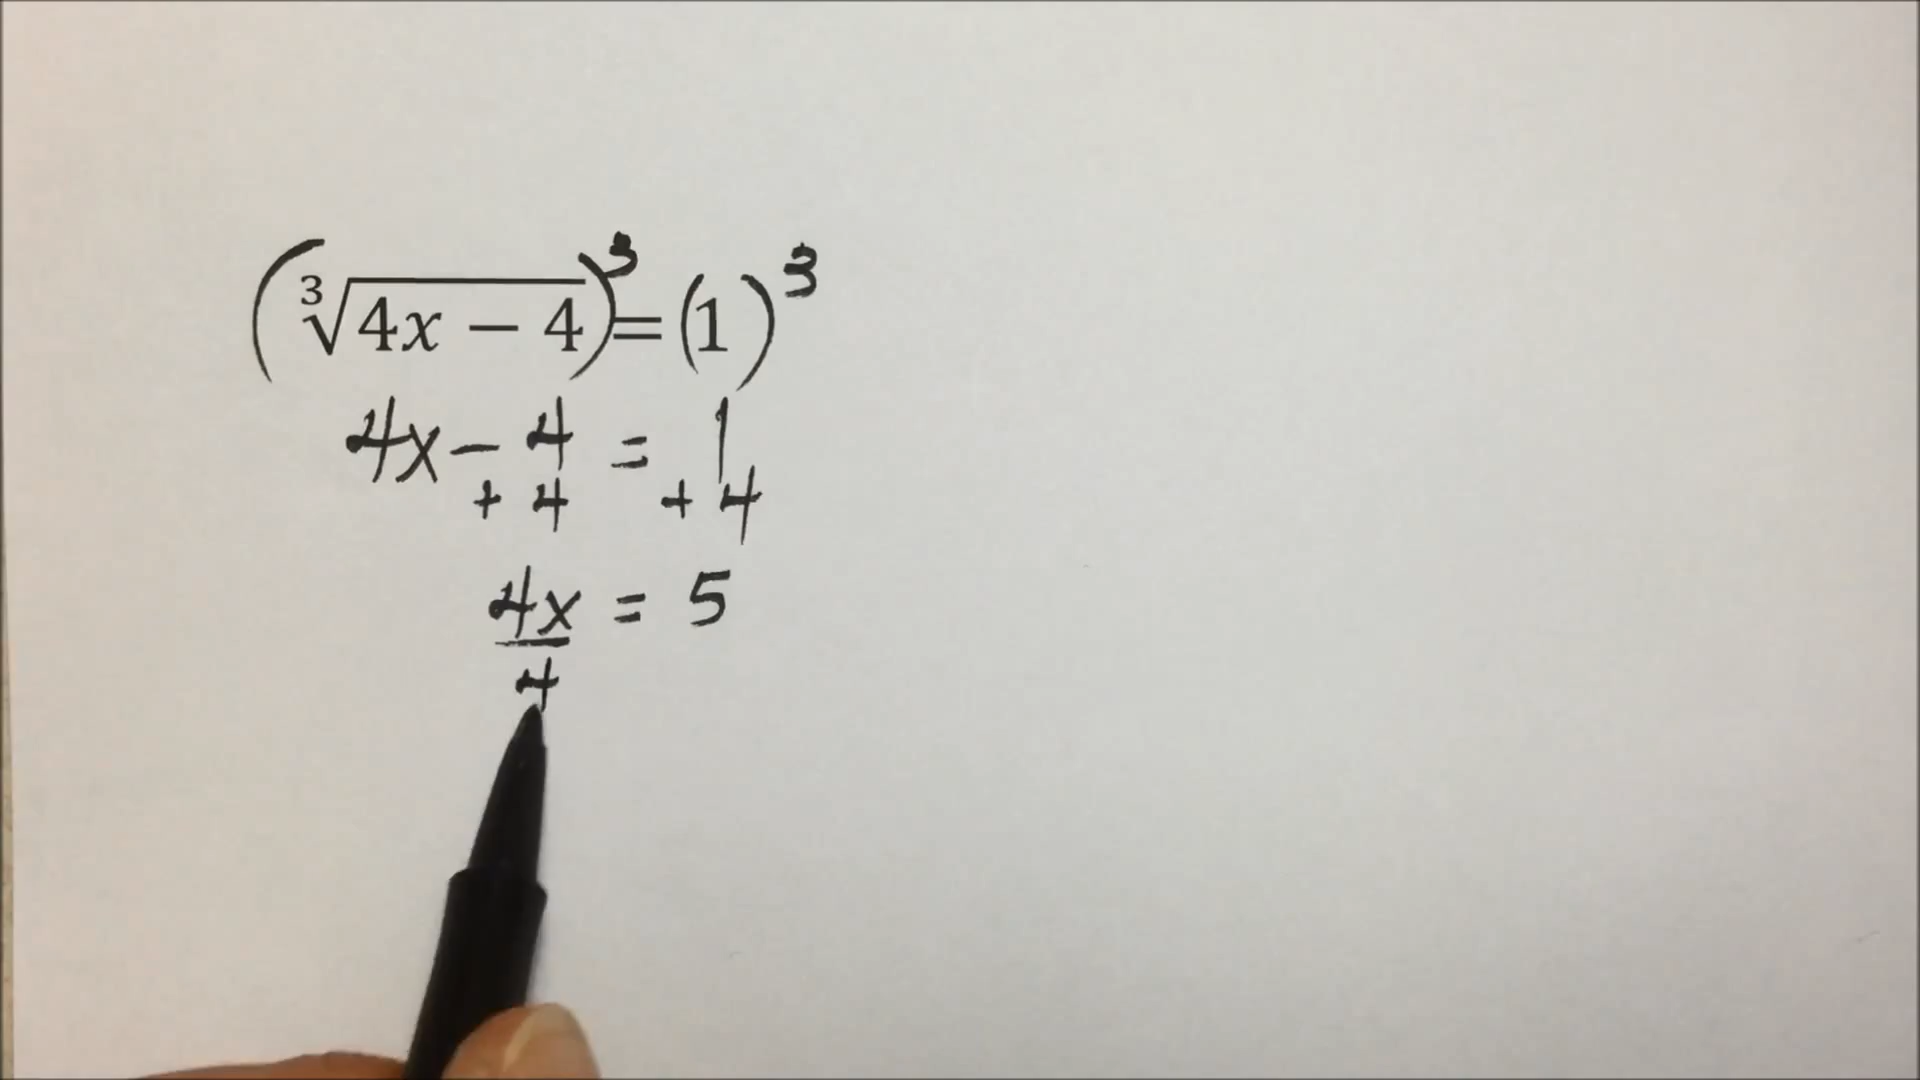 (∛(4x − 4))³ = (1)³
4x − 4 = 1
+ 4 + 4
4x = 5
4